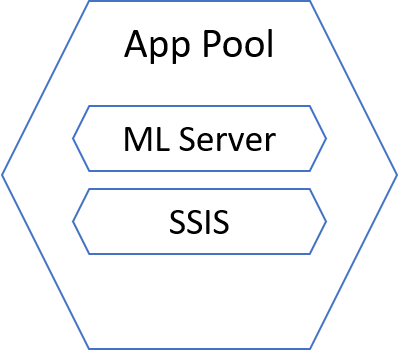 App Pool
ML Server
SSIS